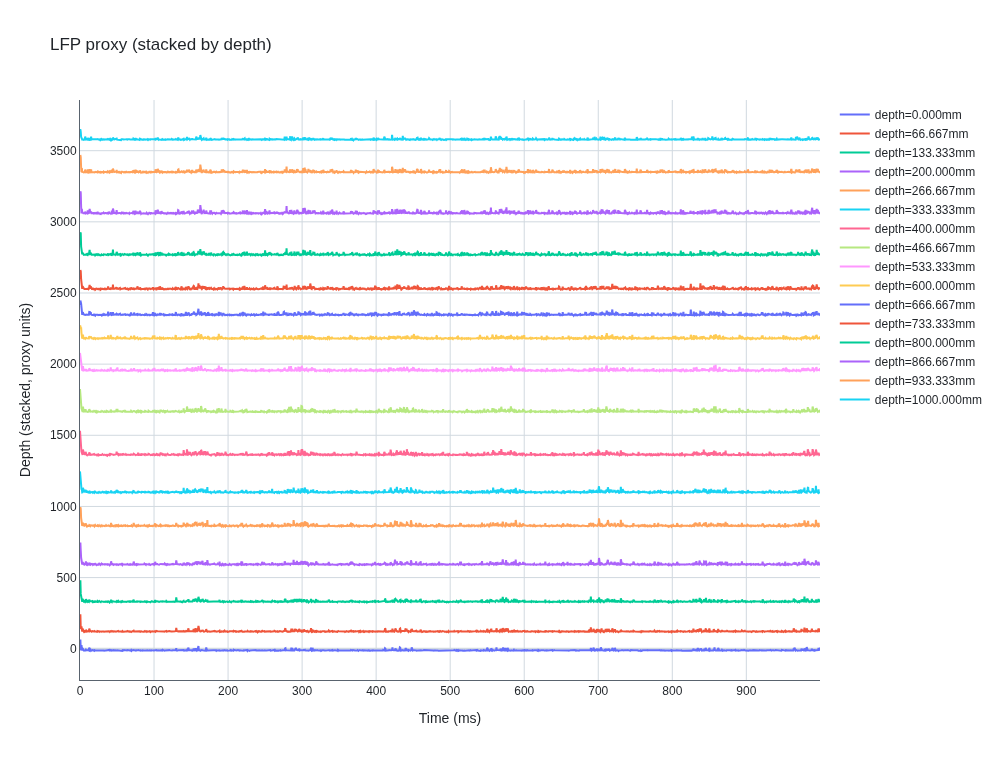 LFP proxy (stacked by depth)
3500
3000
2500
2000
1500
1000
500
0
0 100 200 300 400 500 600 700 800 900
Time (ms)
Depth (stacked, proxy units)
depth=0.000mm
depth=66.667mm
depth=133.333mm
depth=200.000mm
depth=266.667mm
depth=333.333mm
depth=400.000mm
depth=466.667mm
depth=533.333mm
depth=600.000mm
depth=666.667mm
depth=733.333mm
depth=800.000mm
depth=866.667mm
depth=933.333mm
depth=1000.000mm